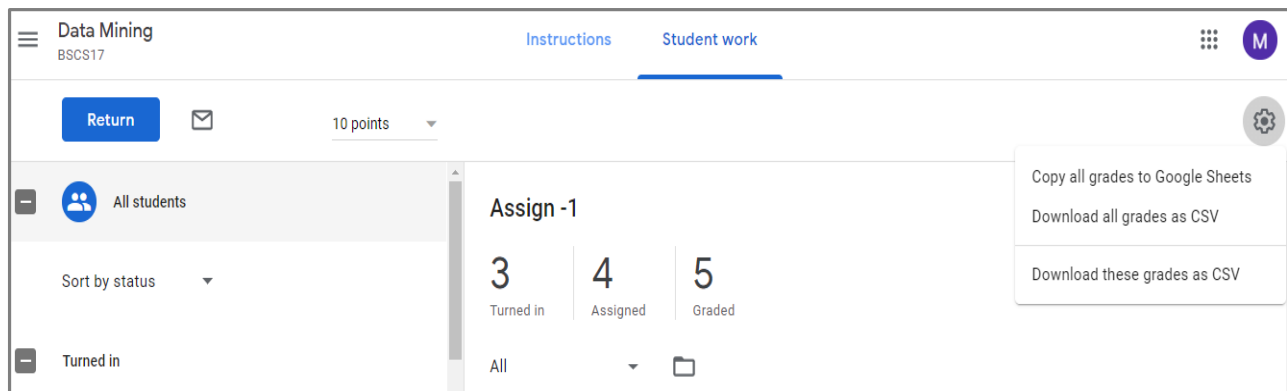 Data Mining
BSCS17
Instructions
Student work
M
Return
10 points
Copy all grades to Google Sheets
Download all grades as CSV
Download these grades as CSV
All students
Sort by status
Turned in
Assign -1
3
4
5
Turned in
Assigned
Graded
All